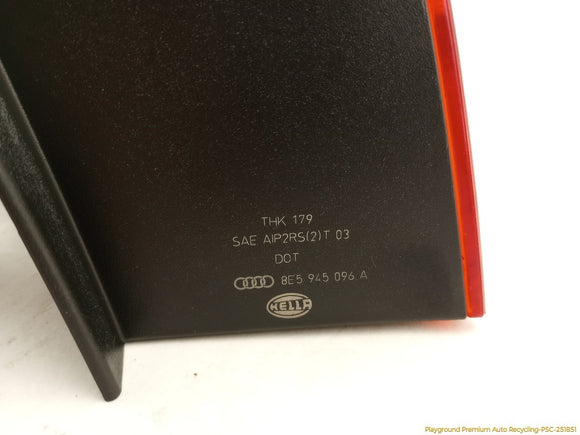 THK 179
SAE AIP2RS(2)T 03
DOT
8E5 945 096 A
HELLA
Playground Premium Auto Recycling-PSC-251851